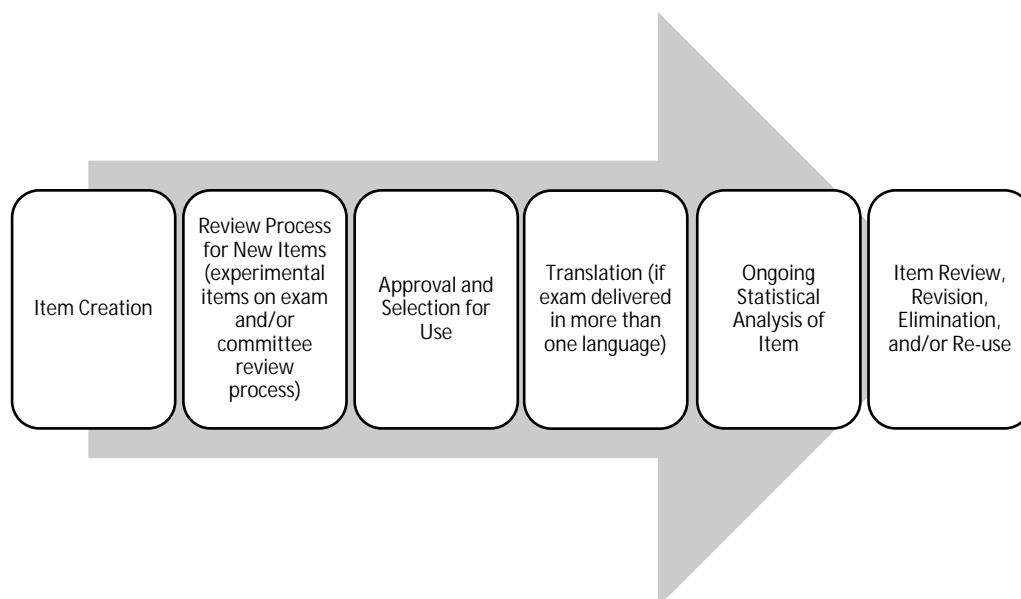 Item Creation
Review Process
for New Items
(experimental
items on exam
and/or
committee
review
process)
Approval and
Selection for
Use
Translation (if
exam delivered
in more than
one language)
Ongoing
Statistical
Analysis of
Item
Item Review,
Revision,
Elimination,
and/or Re-use